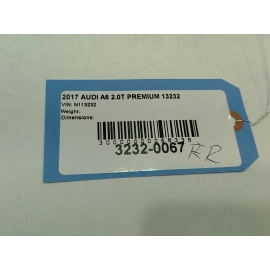 2017 AUDI A6 2.0T PREMIUM 13232
VIN: N113232
Weight:
Dimensions:
3232-0067 RR